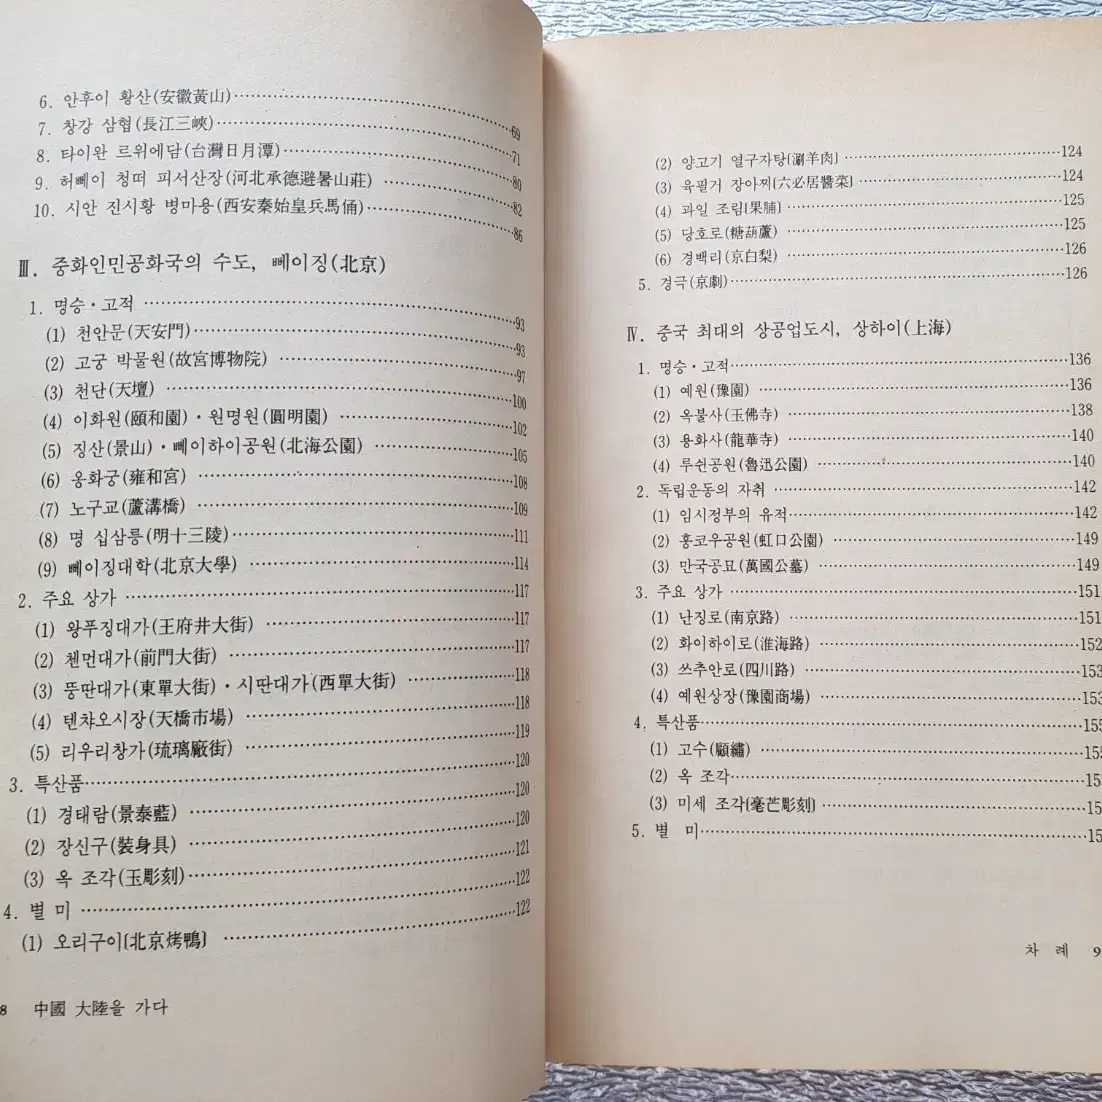 6. 안후이 황산(安徽黃山)……69
7. 창강 삼협(長江三峽)……71
8. 타이완 르위에담(台灣日月潭)……80
9. 허뻬이 청떠 피서산장(河北承德避暑山莊)……82
10. 시안 진시황 병마용(西安秦始皇兵馬俑)……86
Ⅲ. 중화인민공화국의 수도, 뻬이징(北京)
1. 명승·고적……93
(1) 천안문(天安門)……93
(2) 고궁 박물원(故宮博物院)……97
(3) 천단(天壇)……100
(4) 이화원(頤和園)·원명원(圓明園)……102
(5) 징산(景山)·뻬이하이공원(北海公園)……105
(6) 옹화궁(雍和宮)……108
(7) 노구교(蘆溝橋)……109
(8) 명 십삼릉(明十三陵)……111
(9) 뻬이징대학(北京大學)……114
2. 주요 상가……117
(1) 왕푸징대가(王府井大街)……117
(2) 첸먼대가(前門大街)……117
(3) 뚱딴대가(東單大街)·시딴대가(西單大街)……118
(4) 텐챠오시장(天橋市場)……118
(5) 리우리창가(琉璃廠街)……119
3. 특산품……120
(1) 경태람(景泰藍)……120
(2) 장신구(裝身具)……120
(3) 옥 조각(玉彫刻)……121
4. 별 미……122
(1) 오리구이[北京烤鴨]……122
8 中國 大陸을 가다
(2) 양고기 열구자탕[涮羊肉]……124
(3) 육필거 장아찌[六必居醬菜]……124
(4) 과일 조림[果脯]……125
(5) 당호로(糖葫蘆)……125
(6) 경백리(京白梨)……126
5. 경극(京劇)……126
Ⅳ. 중국 최대의 상공업도시, 상하이(上海)
1. 명승·고적……136
(1) 예원(豫園)……136
(2) 옥불사(玉佛寺)……138
(3) 용화사(龍華寺)……140
(4) 루쉰공원(魯迅公園)……140
2. 독립운동의 자취……142
(1) 임시정부의 유적……142
(2) 홍코우공원(虹口公園)……149
(3) 만국공묘(萬國公墓)……149
3. 주요 상가……151
(1) 난징로(南京路)……151
(2) 화이하이로(淮海路)……152
(3) 쓰추안로(四川路)……153
(4) 예원상장(豫園商場)……153
4. 특산품……155
(1) 고수(顧繡)……155
(2) 옥 조각……
(3) 미세 조각[毫芒彫刻]……
5. 별 미……
차 례 9